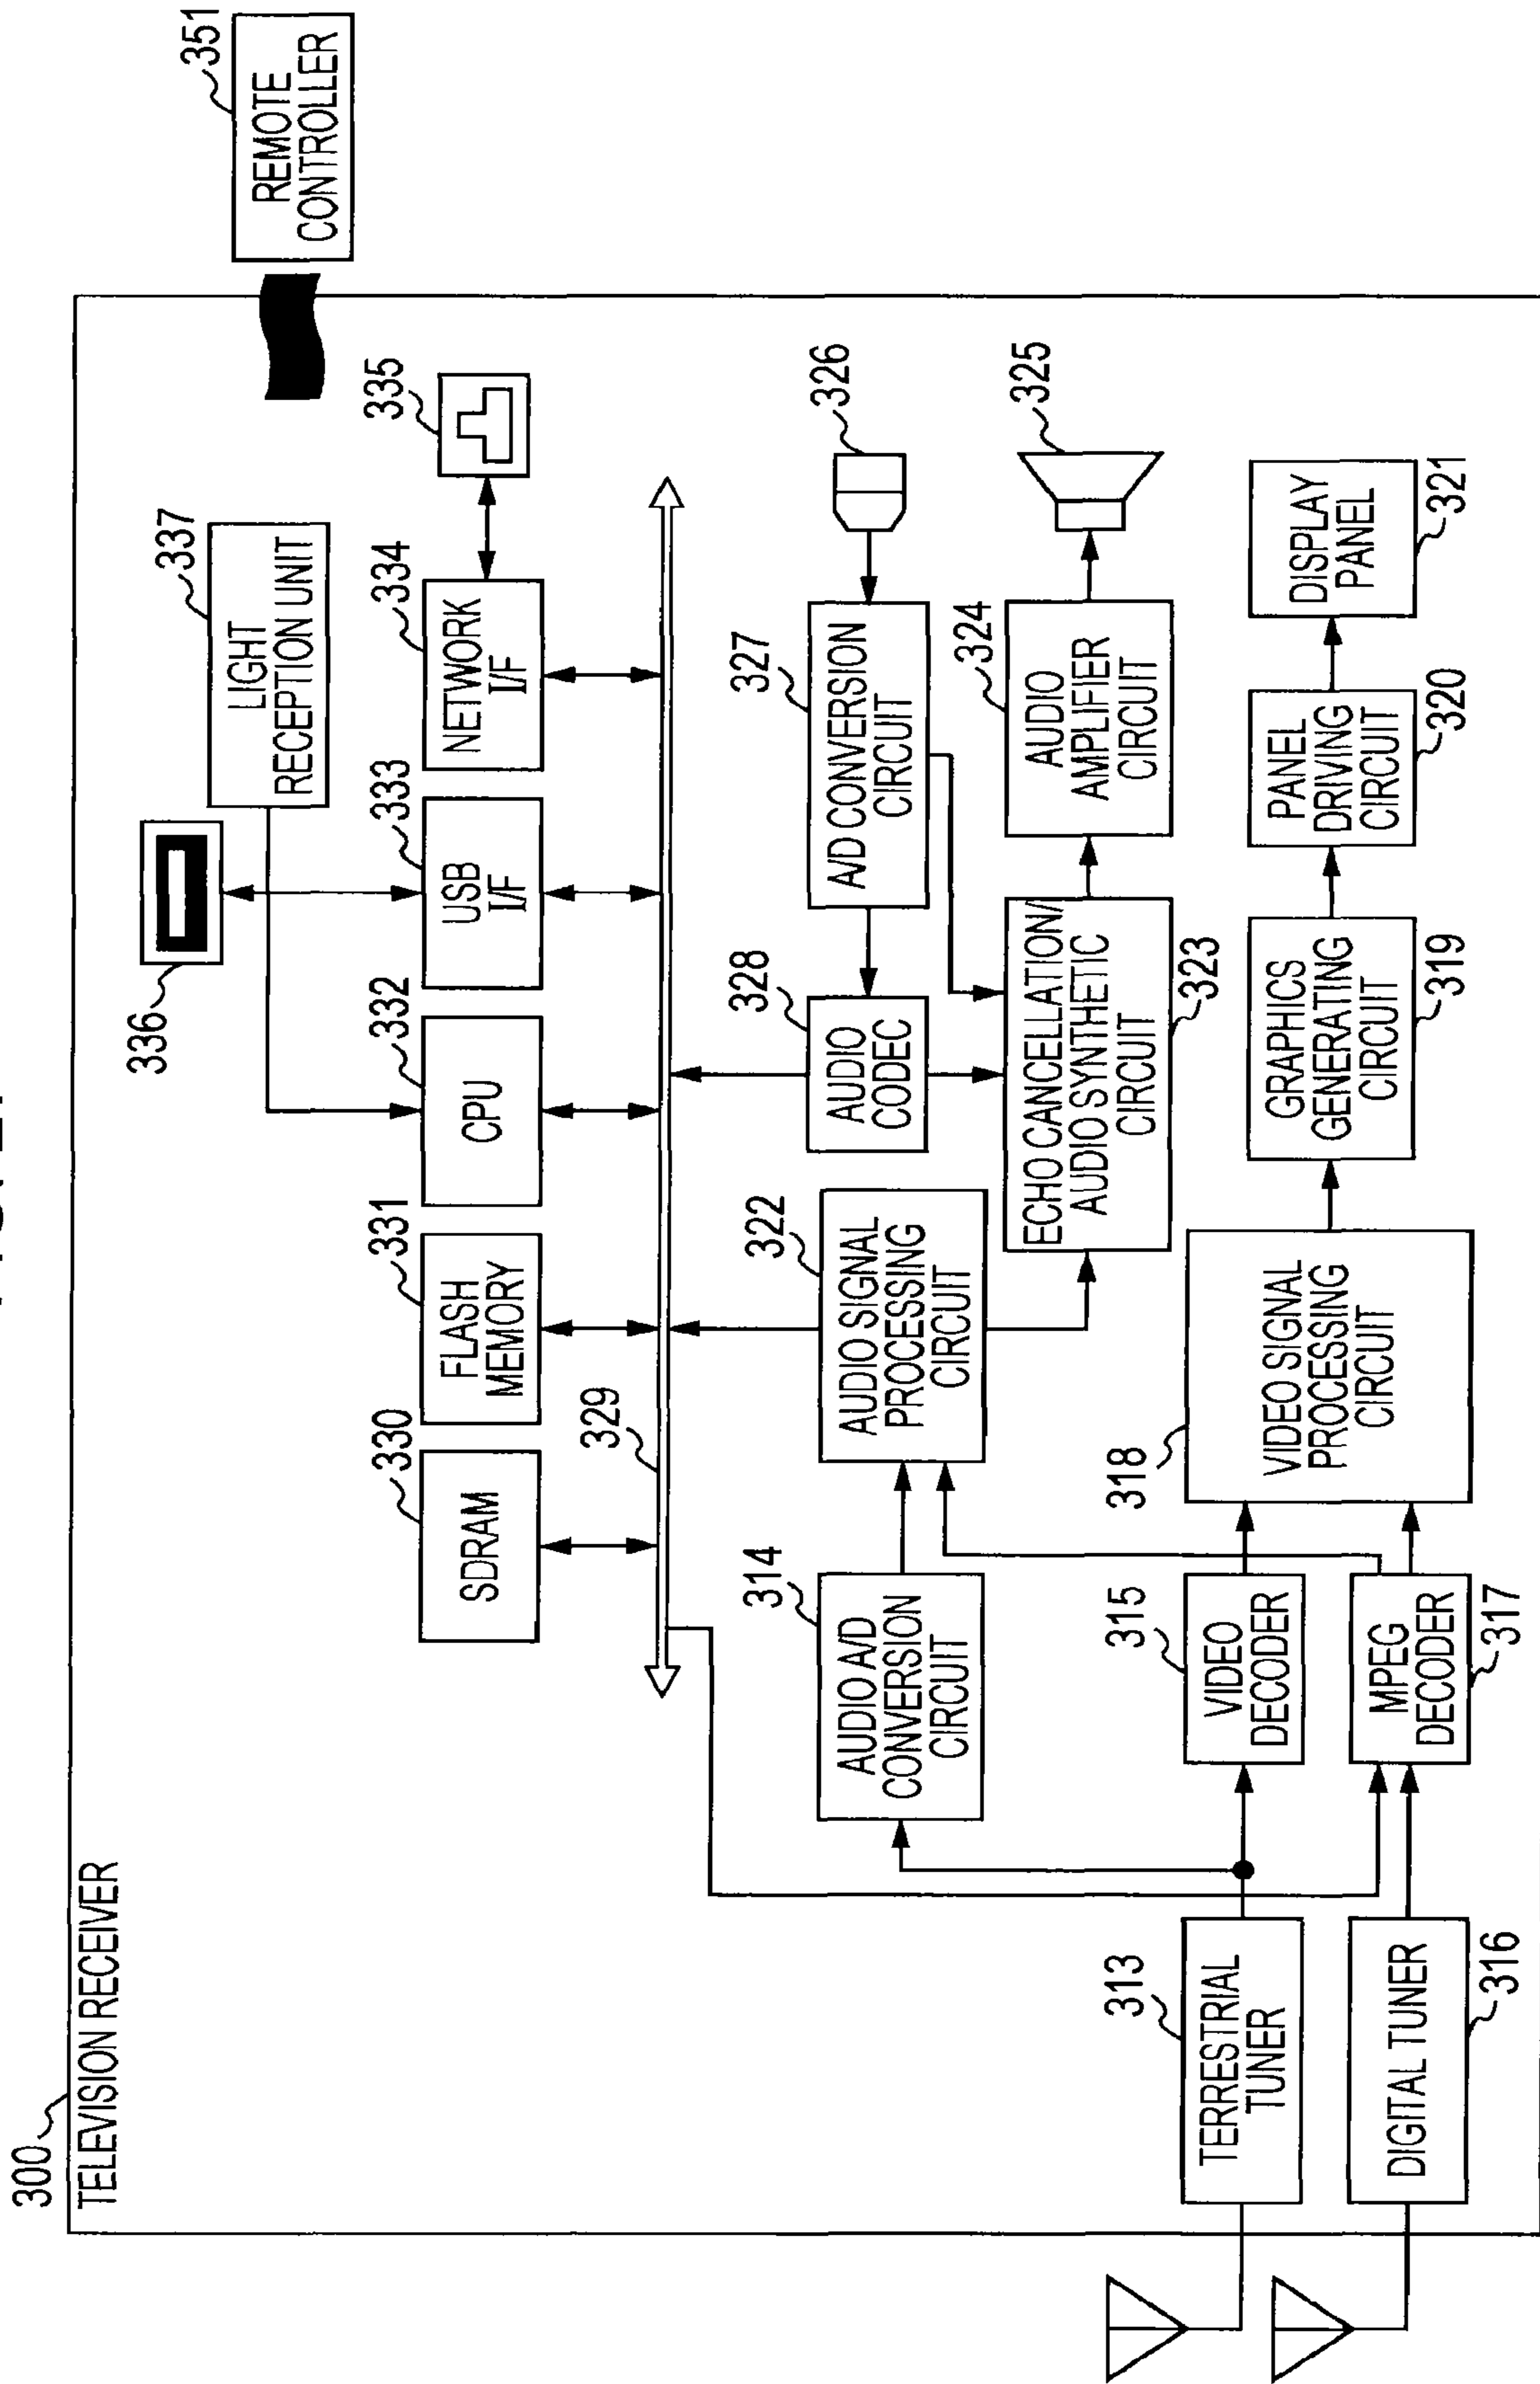 300
TELEVISION RECEIVER
351
REMOTE
CONTROLLER
337
LIGHT
RECEPTION UNIT
336
335
330
SDRAM
331
FLASH
MEMORY
332
CPU
333
USB
I/F
334
NETWORK
I/F
329
314
AUDIO A/D
CONVERSION
CIRCUIT
322
AUDIO SIGNAL
PROCESSING
CIRCUIT
328
AUDIO
CODEC
327
A/D CONVERSION
CIRCUIT
326
ECHO CANCELLATION/
AUDIO SYNTHETIC
CIRCUIT
323
324
AUDIO
AMPLIFIER
CIRCUIT
325
313
TERRESTRIAL
TUNER
315
VIDEO
DECODER
318
VIDEO SIGNAL
PROCESSING
CIRCUIT
GRAPHICS
GENERATING
CIRCUIT
319
PANEL
DRIVING
CIRCUIT
320
DISPLAY
PANEL
321
DIGITAL TUNER
316
MPEG
DECODER
317